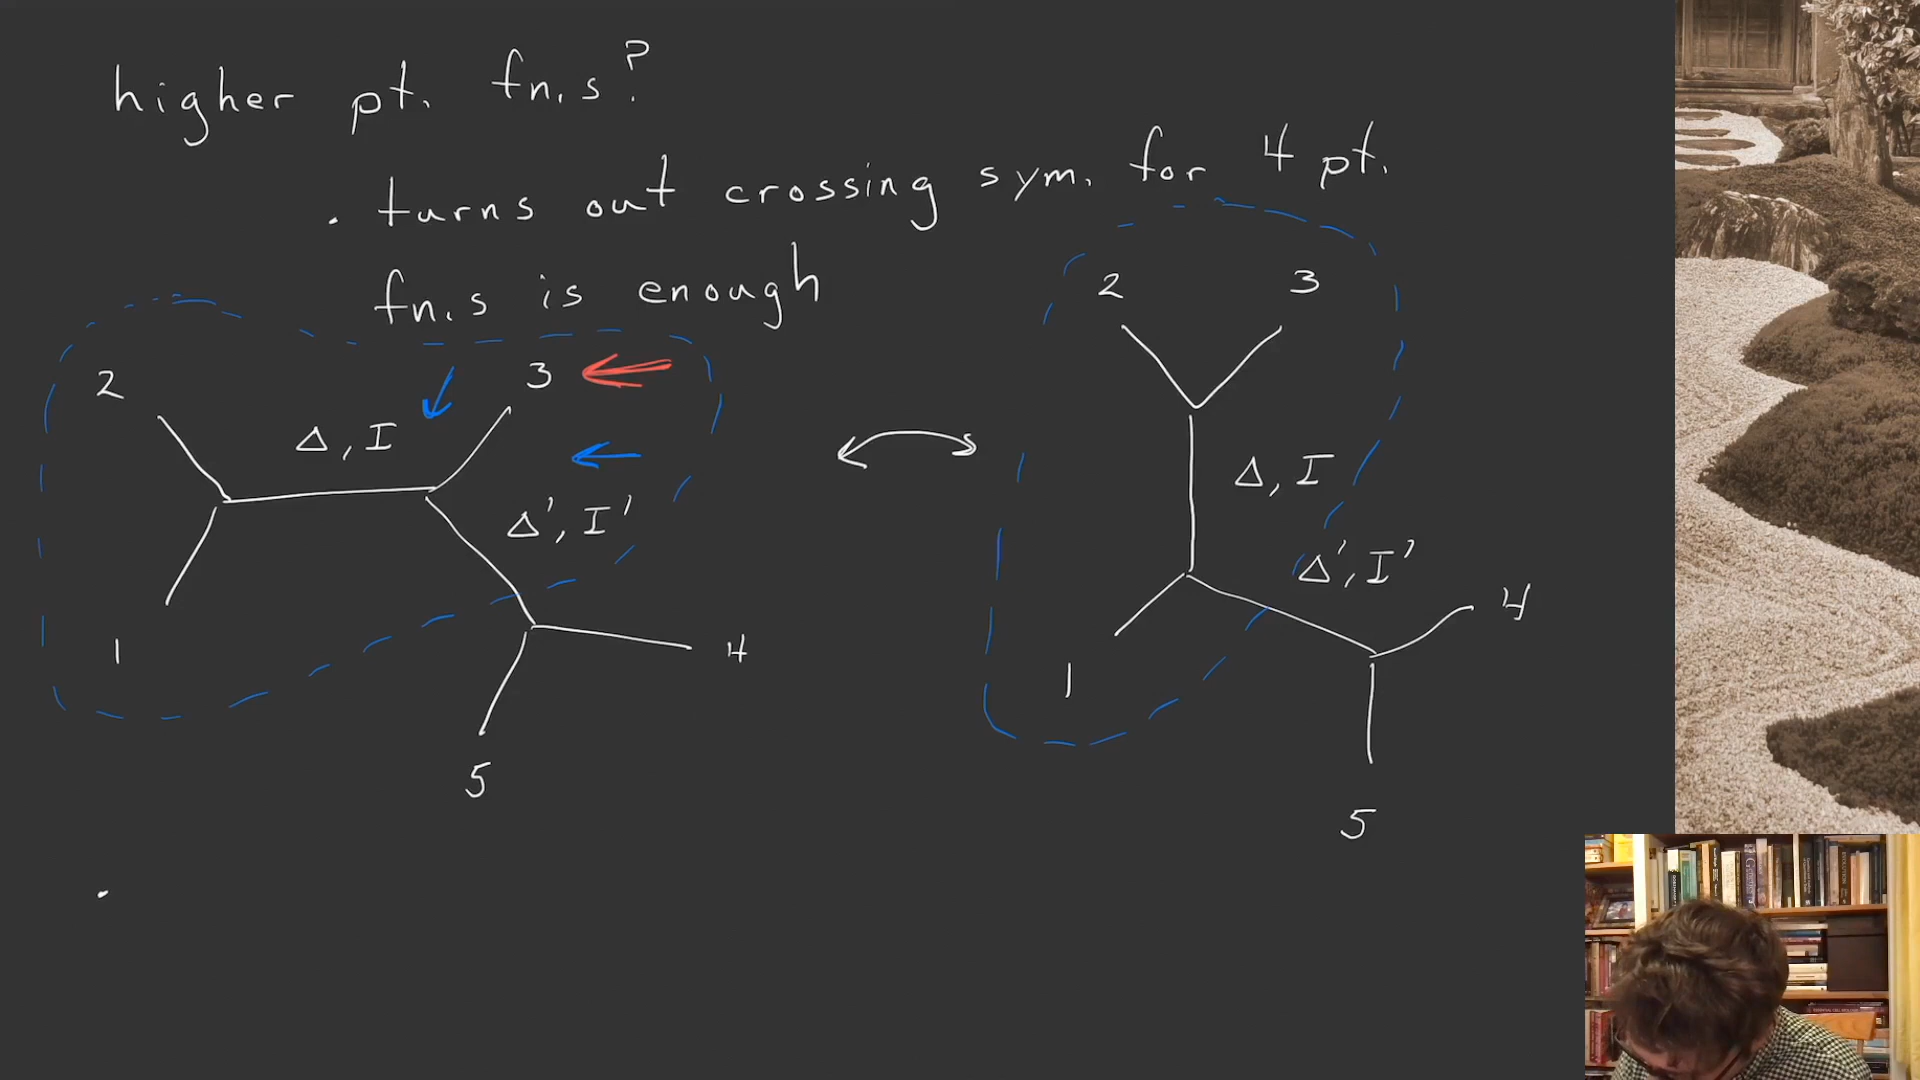 higher pt. fn.s?
· turns out crossing sym. for 4 pt.
fn.s is enough
2 3
Δ, I
Δ', I'
1
4
5
2 3
Δ, I
Δ', I'
4
1
5